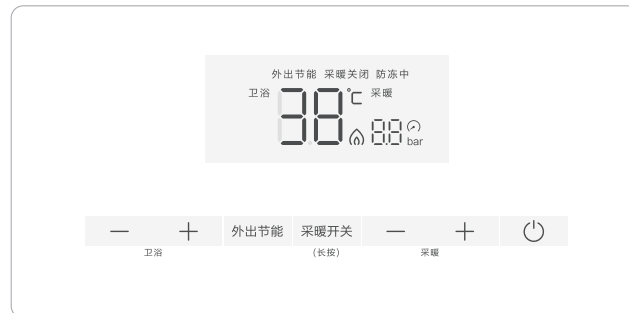 外出节能 采暖关闭 防冻中
卫浴 38 ℃ 采暖
8.8 bar
外出节能 采暖开关
卫浴 (长按) 采暖